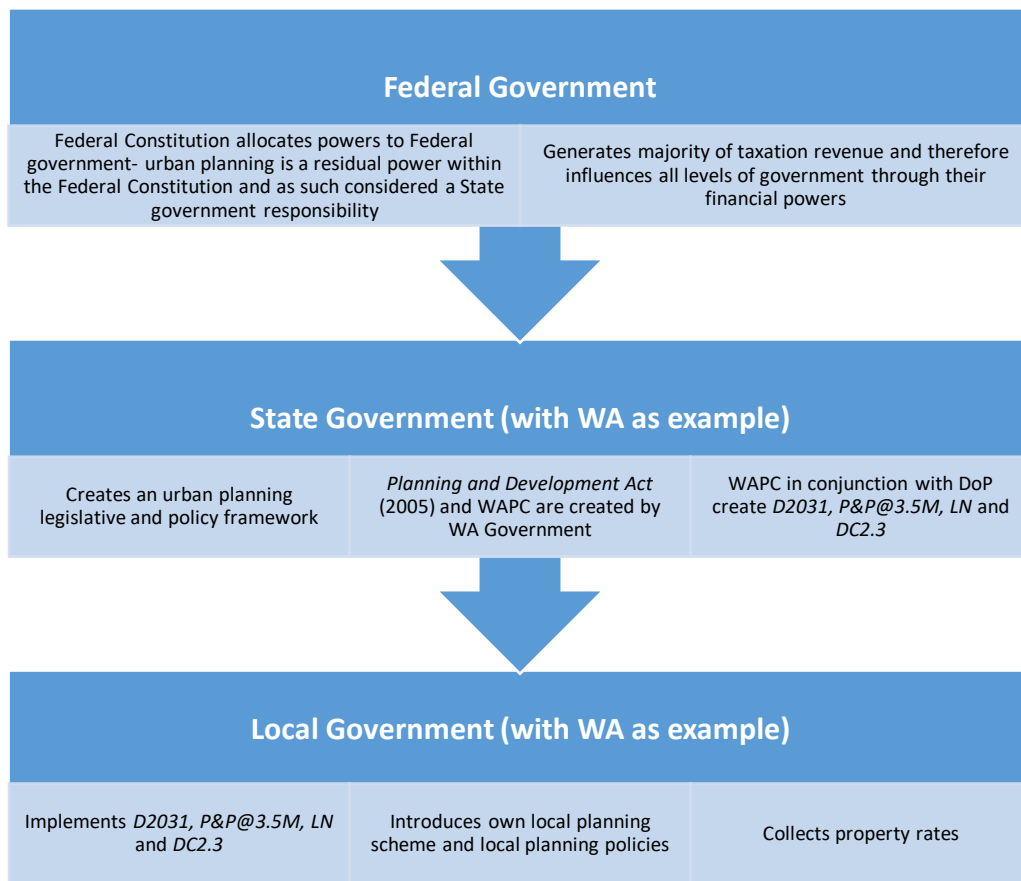 Federal Government
Federal Constitution allocates powers to Federal
government- urban planning is a residual power within
the Federal Constitution and as such considered a State
government responsibility
Generates majority of taxation revenue and therefore
influences all levels of government through their
financial powers
State Government (with WA as example)
Creates an urban planning
legislative and policy framework
Planning and Development Act
(2005) and WAPC are created by
WA Government
WAPC in conjunction with DoP
create D2031, P&P@3.5M, LN and
DC2.3
Local Government (with WA as example)
Implements D2031, P&P@3.5M, LN
and DC2.3
Introduces own local planning
scheme and local planning policies
Collects property rates